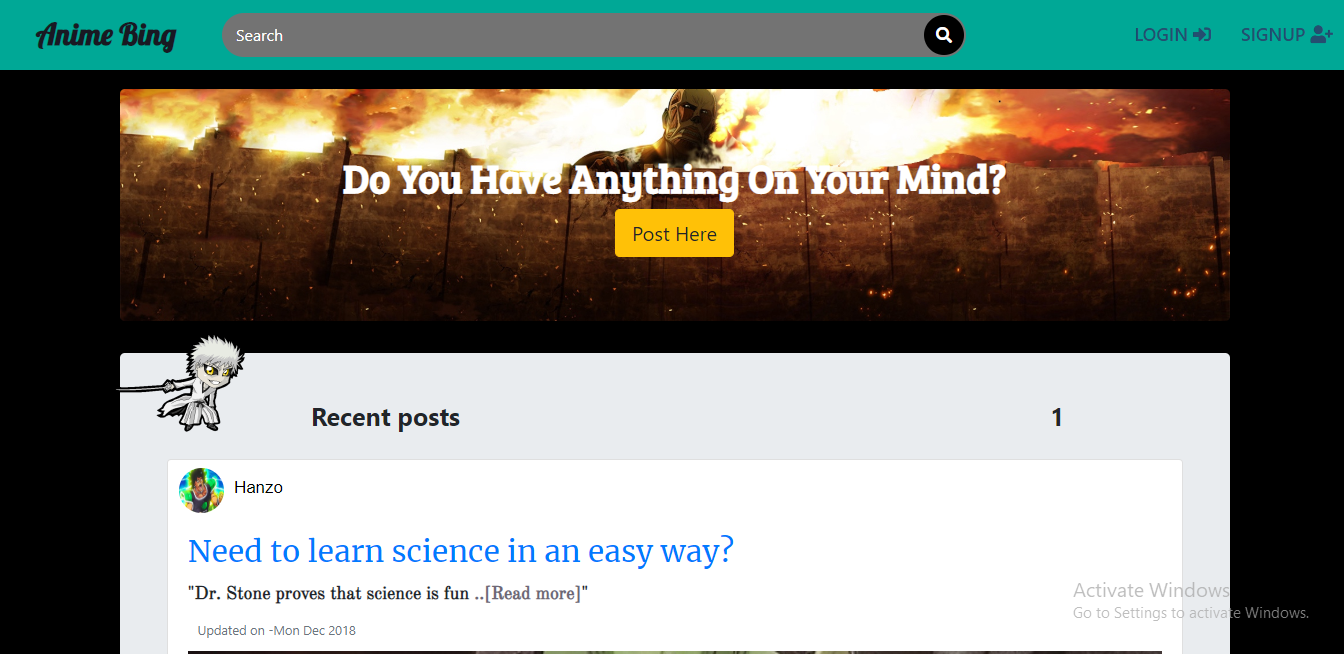 Anime Bing
Search
LOGIN
SIGNUP
Do You Have Anything On Your Mind?
Post Here
Recent posts
1
Hanzo
Need to learn science in an easy way?
"Dr. Stone proves that science is fun ..[Read more]"
Updated on -Mon Dec 2018
Activate Windows
Go to Settings to activate Windows.